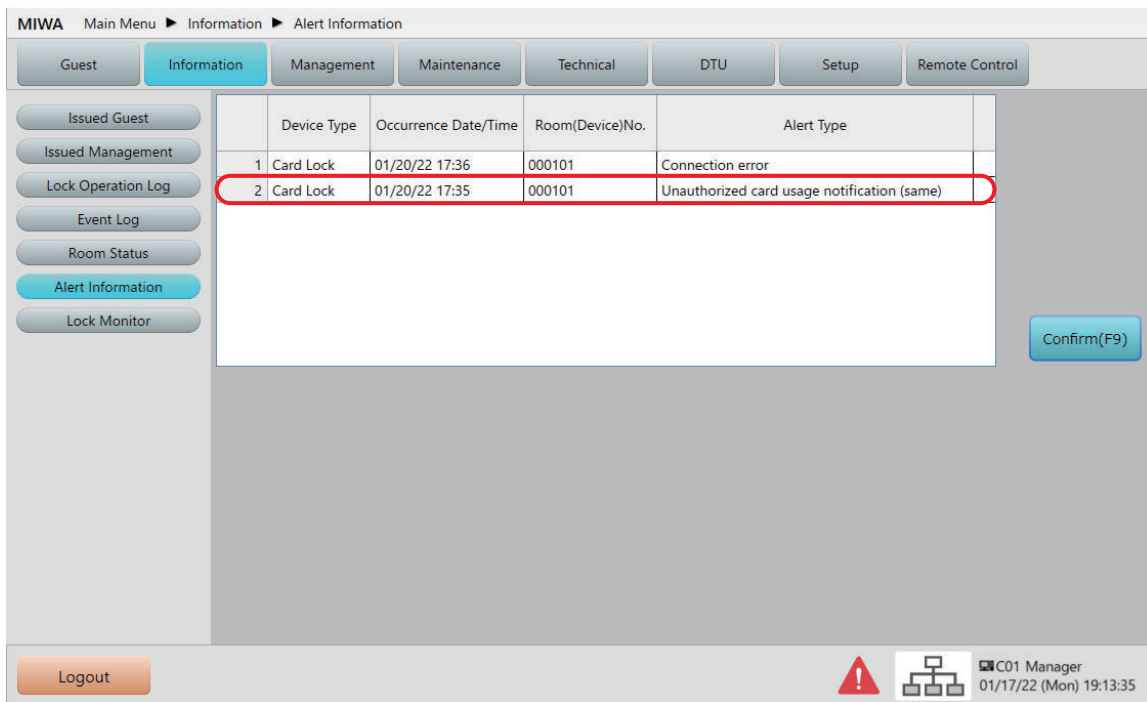 MIWA Main Menu ▶ Information ▶ Alert Information
Guest Information Management Maintenance Technical DTU Setup Remote Control
Issued Guest
Issued Management
Lock Operation Log
Event Log
Room Status
Alert Information
Lock Monitor
Device Type Occurrence Date/Time Room(Device)No. Alert Type
1 Card Lock 01/20/22 17:36 000101 Connection error
2 Card Lock 01/20/22 17:35 000101 Unauthorized card usage notification (same)
Confirm(F9)
Logout
C01 Manager
01/17/22 (Mon) 19:13:35